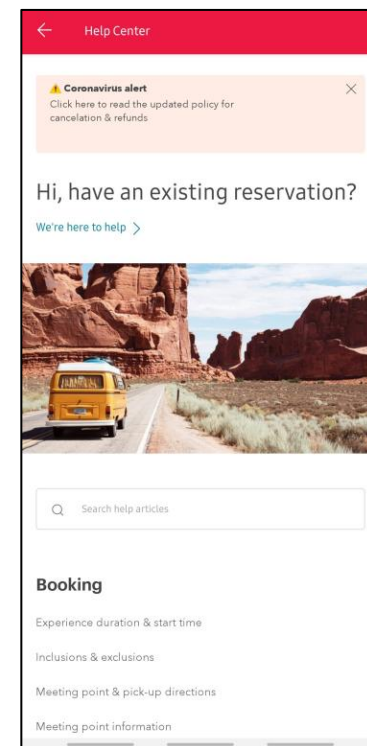 Help Center
Coronavirus alert
Click here to read the updated policy for
cancelation & refunds
Hi, have an existing reservation?
We're here to help
Search help articles
Booking
Experience duration & start time
Inclusions & exclusions
Meeting point & pick-up directions
Meeting point information